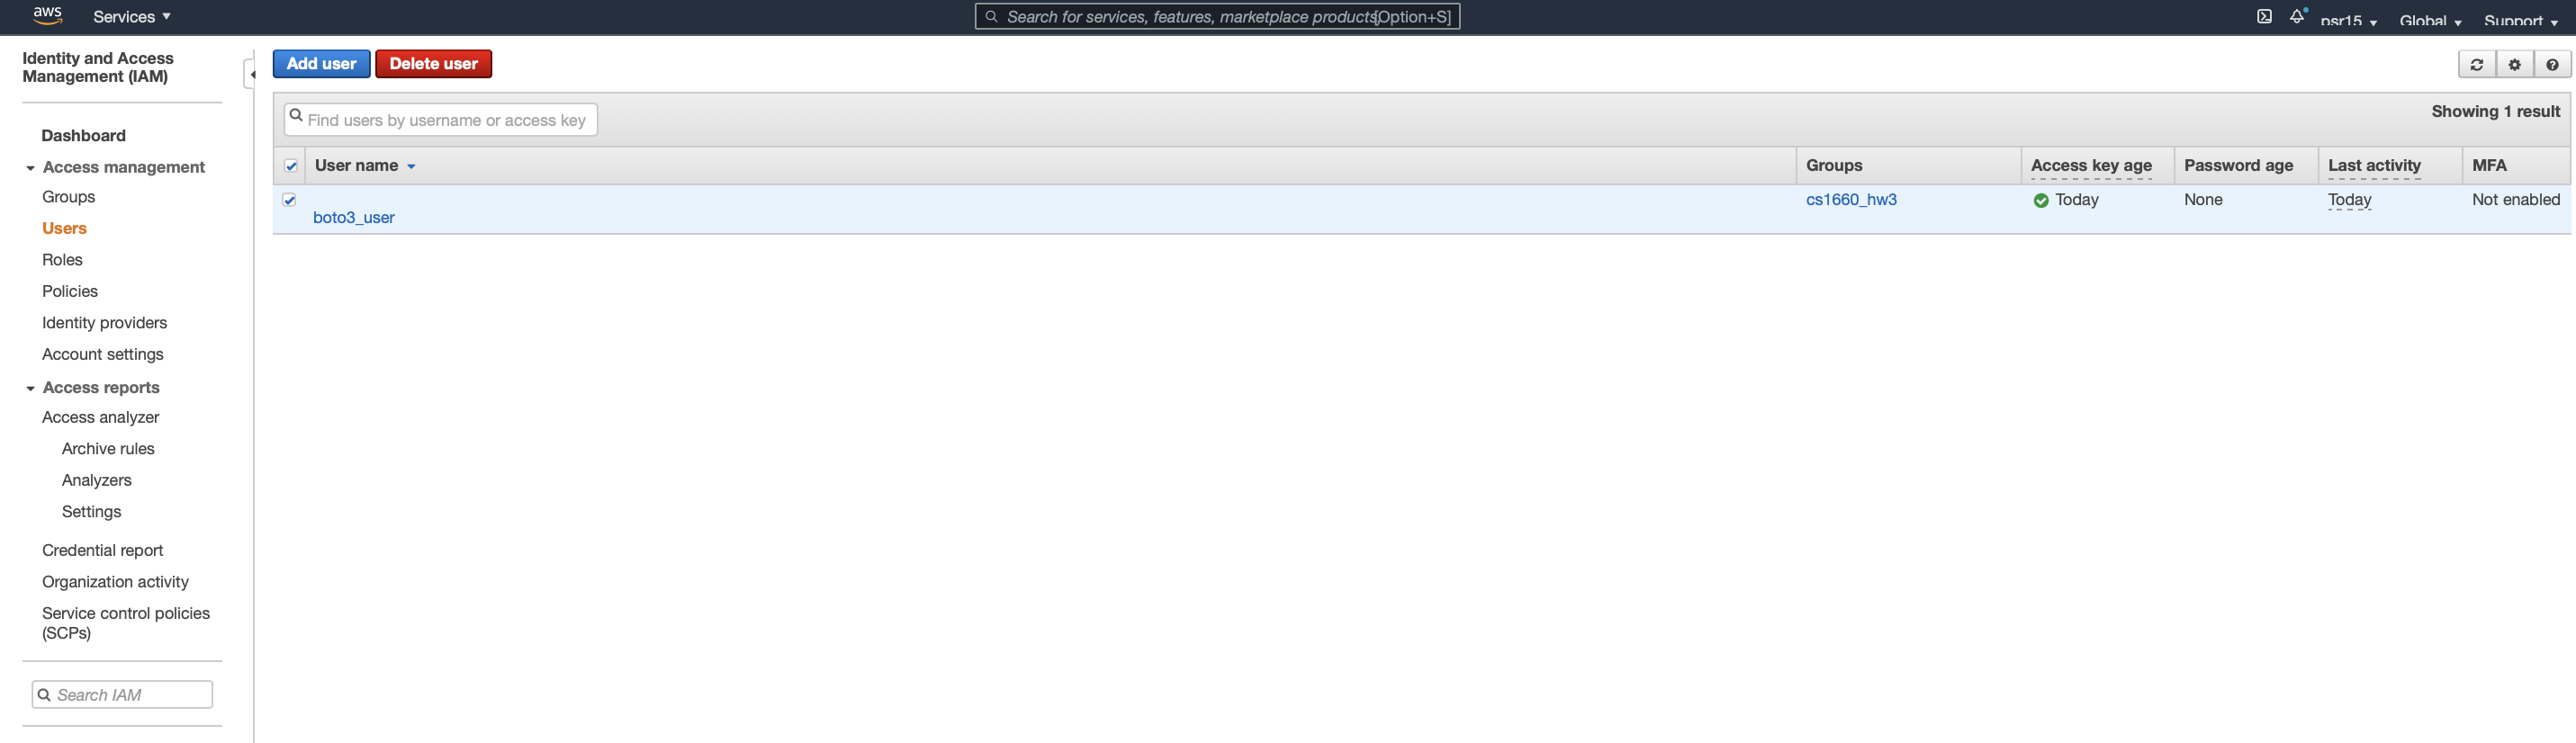 aws
Services
Search for services, features, marketplace products
[Option+S]
psr15
Global
Support
Identity and Access
Management (IAM)
Dashboard
Access management
Groups
Users
Roles
Policies
Identity providers
Account settings
Access reports
Access analyzer
Archive rules
Analyzers
Settings
Credential report
Organization activity
Service control policies
(SCPs)
Search IAM
Add user
Delete user
Find users by username or access key
Showing 1 result
User name Groups Access key age Password age Last activity MFA
boto3_user cs1660_hw3 Today None Today Not enabled